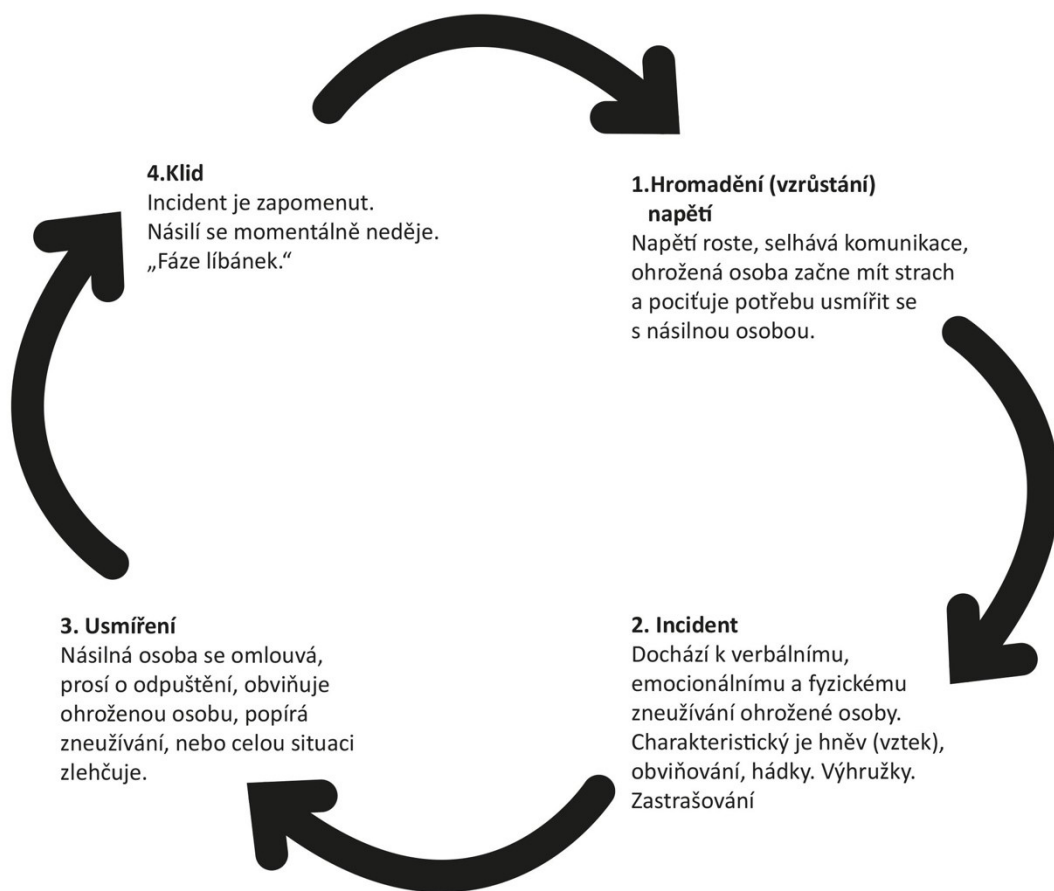 4.Klid
Incident je zapomenut.
Násilí se momentálně neděje.
„Fáze líbánek.“
1.Hromadění (vzrůstání)
napětí
Napětí roste, selhává komunikace,
ohrožená osoba začne mít strach
a pociťuje potřebu usmířit se
s násilnou osobou.
3. Usmíření
Násilná osoba se omlouvá,
prosí o odpuštění, obviňuje
ohroženou osobu, popírá
zneužívání, nebo celou situaci
zlehčuje.
2. Incident
Dochází k verbálnímu,
emocionálnímu a fyzickému
zneužívání ohrožené osoby.
Charakteristický je hněv (vztek),
obviňování, hádky. Výhružky.
Zastrašování